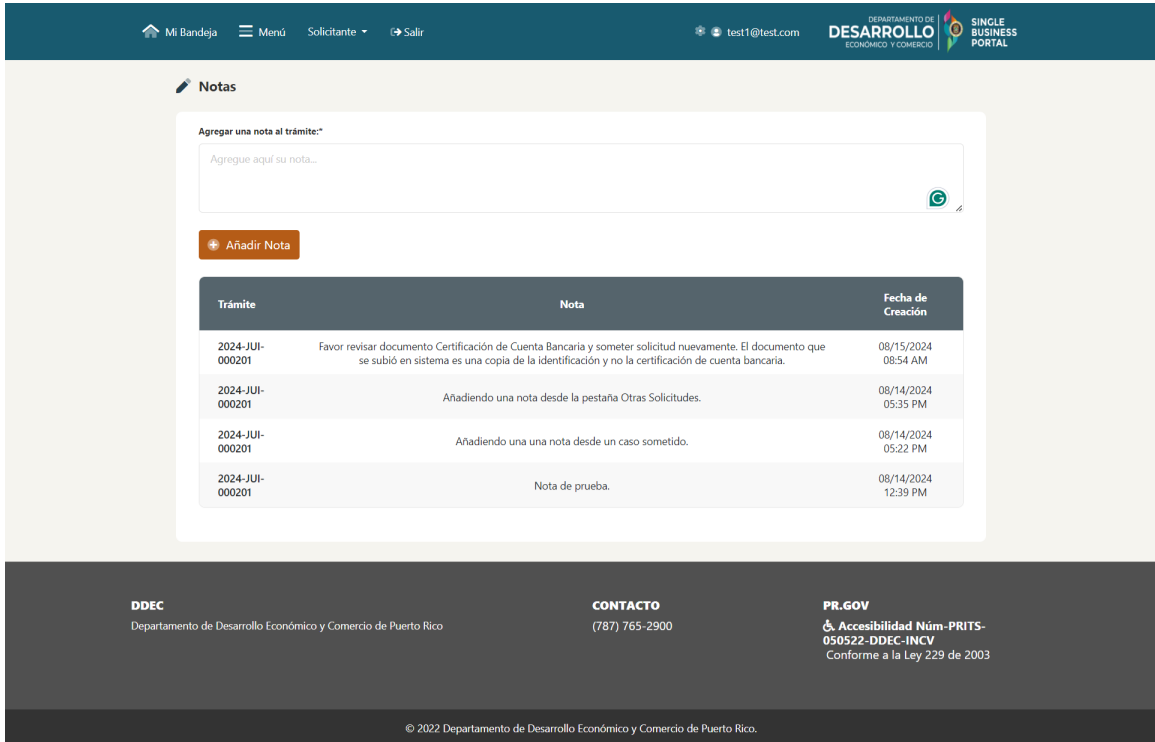 Mi Bandeja Menú Solicitante Salir test1@test.com
DEPARTAMENTO DE
DESARROLLO
ECONÓMICO Y COMERCIO
SINGLE
BUSINESS
PORTAL
Notas
Agregar una nota al trámite:*
Agregue aquí su nota...
Añadir Nota
Trámite Nota Fecha de
Creación
2024-JUI-
000201
Favor revisar documento Certificación de Cuenta Bancaria y someter solicitud nuevamente. El documento que
se subió en sistema es una copia de la identificación y no la certificación de cuenta bancaria.
08/15/2024
08:54 AM
2024-JUI-
000201
Añadiendo una nota desde la pestaña Otras Solicitudes.
08/14/2024
05:35 PM
2024-JUI-
000201
Añadiendo una una nota desde un caso sometido.
08/14/2024
05:22 PM
2024-JUI-
000201
Nota de prueba.
08/14/2024
12:39 PM
DDEC
Departamento de Desarrollo Económico y Comercio de Puerto Rico
CONTACTO
(787) 765-2900
PR.GOV
Accesibilidad Núm-PRITS-
050522-DDEC-INCV
Conforme a la Ley 229 de 2003
© 2022 Departamento de Desarrollo Económico y Comercio de Puerto Rico.